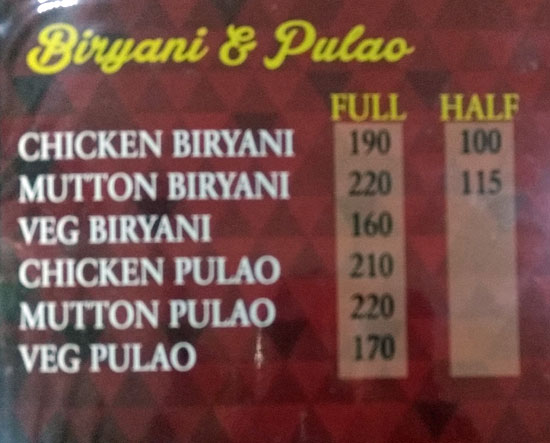 Biryani & Pulao
FULL HALF
CHICKEN BIRYANI 190 100
MUTTON BIRYANI 220 115
VEG BIRYANI 160
CHICKEN PULAO 210
MUTTON PULAO 220
VEG PULAO 170